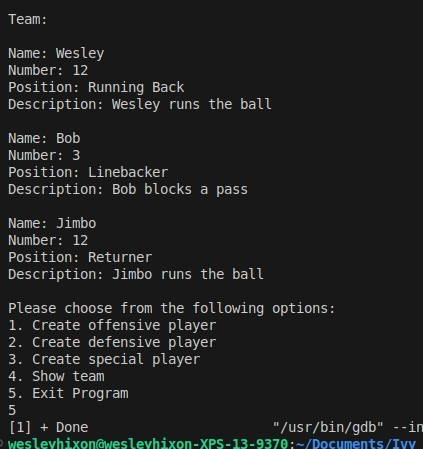 Team:
Name: Wesley
Number: 12
Position: Running Back
Description: Wesley runs the ball
Name: Bob
Number: 3
Position: Linebacker
Description: Bob blocks a pass
Name: Jimbo
Number: 12
Position: Returner
Description: Jimbo runs the ball
Please choose from the following options:
1. Create offensive player
2. Create defensive player
3. Create special player
4. Show team
5. Exit Program
5
[1] + Done "/usr/bin/gdb" --in
wesleyhixon@wesleyhixon-XPS-13-9370:~/Documents/Ivy